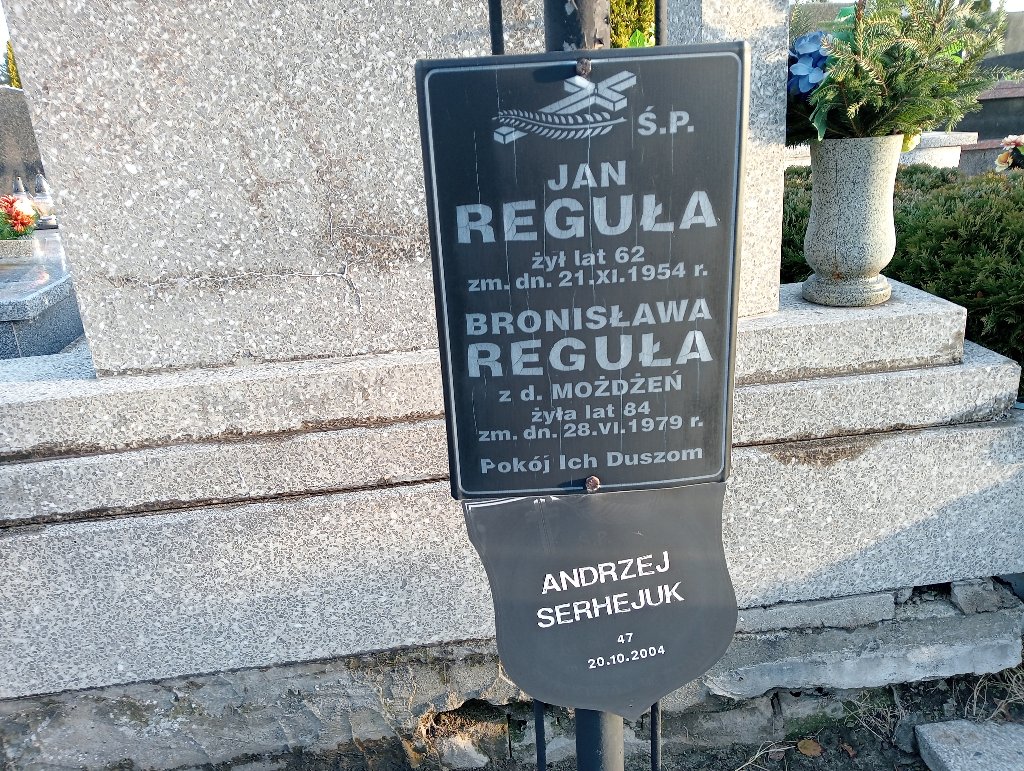 Ś.P.
JAN
REGUŁA
żył lat 62
zm. dn. 21.XI.1954 r.
BRONISŁAWA
REGUŁA
z d. MOŻDŻEŃ
żyła lat 84
zm. dn. 28.VI.1979 r.
Pokój Ich Duszom
ANDRZEJ
SERHEJUK
47
20.10.2004